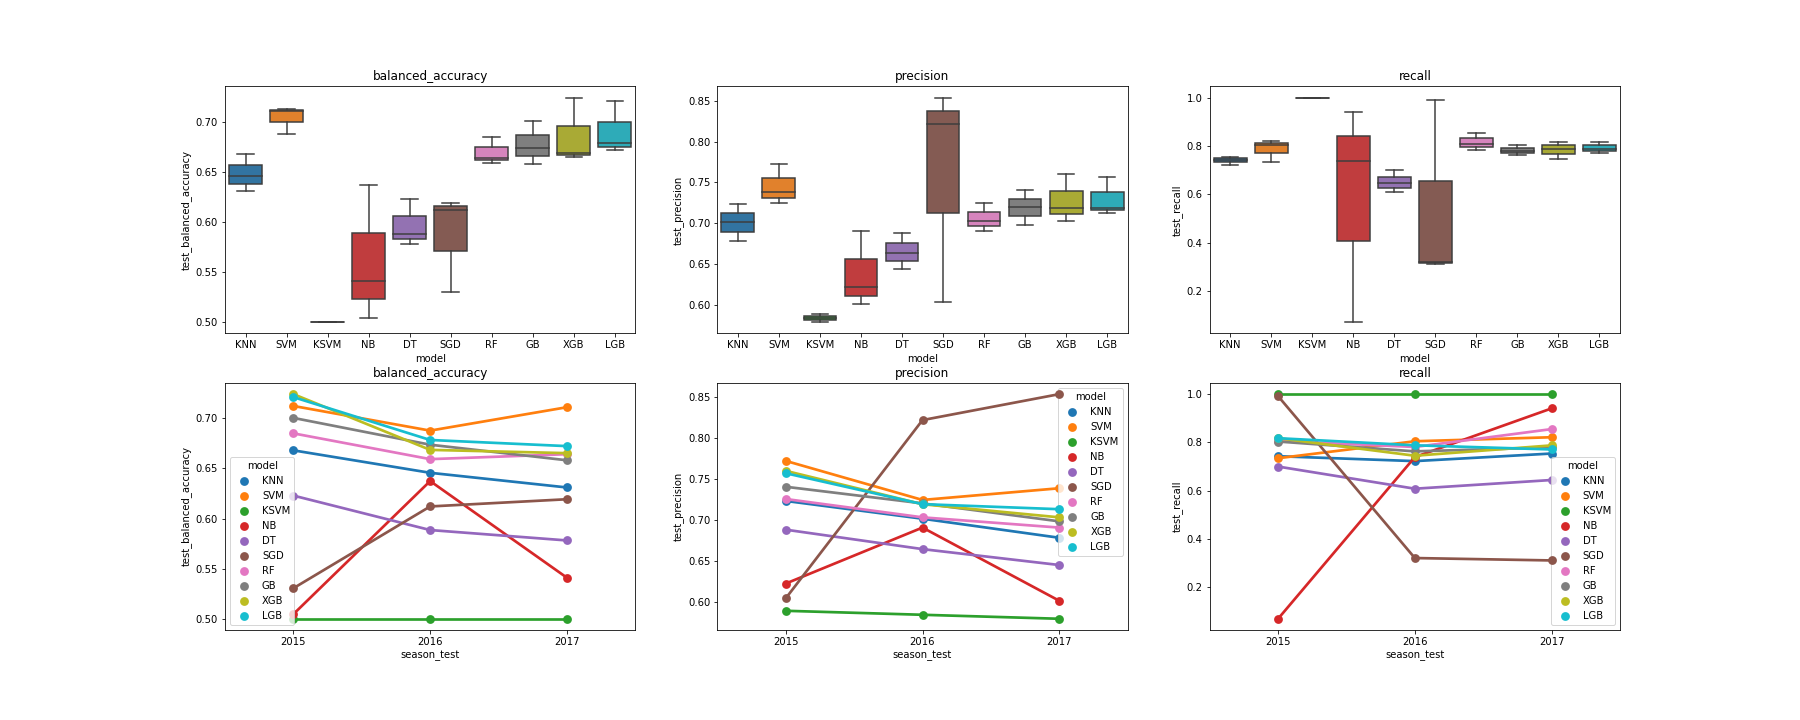 balanced_accuracy
test_balanced_accuracy
0.70
0.65
0.60
0.55
0.50
KNN SVM KSVM NB DT SGD RF GB XGB LGB
model
precision
test_precision
0.85
0.80
0.75
0.70
0.65
0.60
KNN SVM KSVM NB DT SGD RF GB XGB LGB
model
recall
test_recall
1.0
0.8
0.6
0.4
0.2
KNN SVM KSVM NB DT SGD RF GB XGB LGB
model
balanced_accuracy
test_balanced_accuracy
0.70
0.65
0.60
0.55
0.50
model
KNN
SVM
KSVM
NB
DT
SGD
RF
GB
XGB
LGB
2015 2016 2017
season_test
precision
test_precision
0.85
0.80
0.75
0.70
0.65
0.60
model
KNN
SVM
KSVM
NB
DT
SGD
RF
GB
XGB
LGB
2015 2016 2017
season_test
recall
test_recall
1.0
0.8
0.6
0.4
0.2
model
KNN
SVM
KSVM
NB
DT
SGD
RF
GB
XGB
LGB
2015 2016 2017
season_test